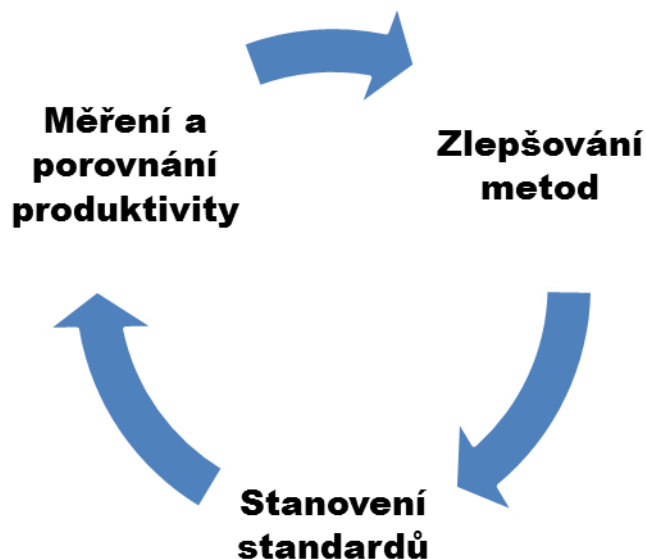 Měření a
porovnání
produktivity
Zlepšování
metod
Stanovení
standardů